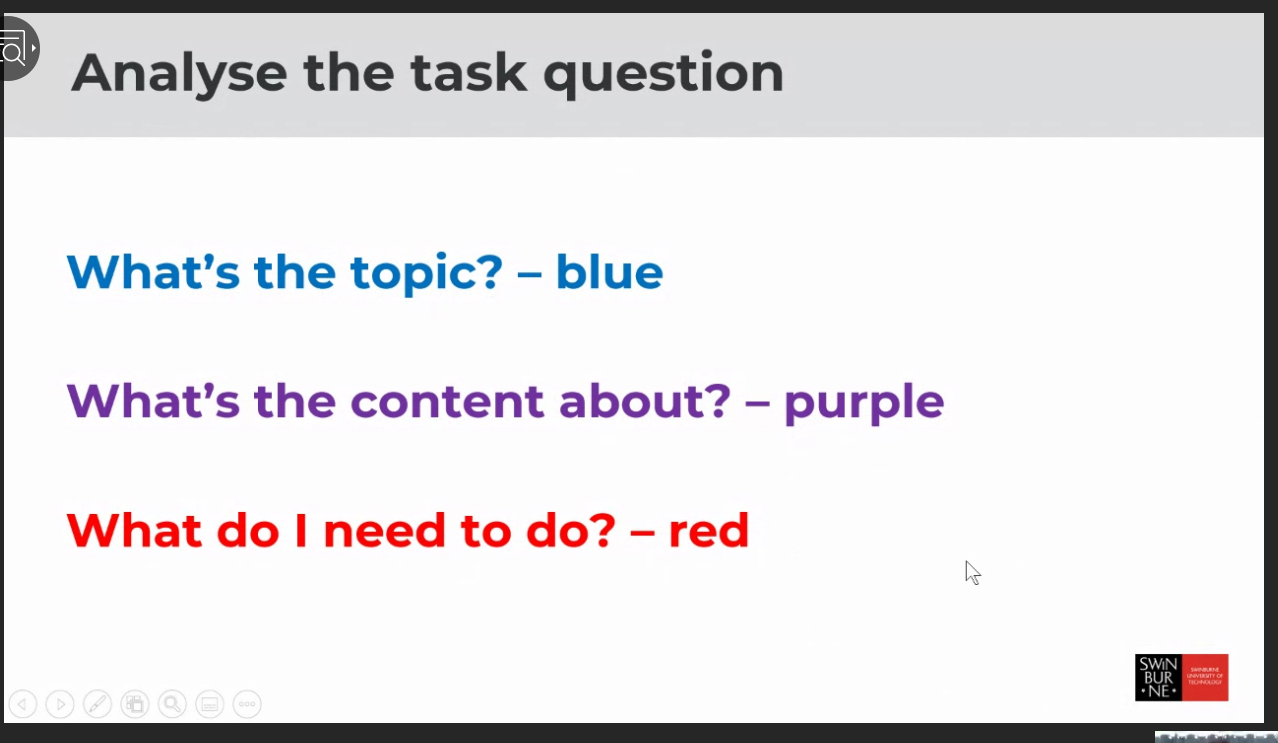 Analyse the task question
What's the topic? – blue
What's the content about? – purple
What do I need to do? – red
SWiN
BUR
• NE •
SWINBURNE
UNIVERSITY OF
TECHNOLOGY